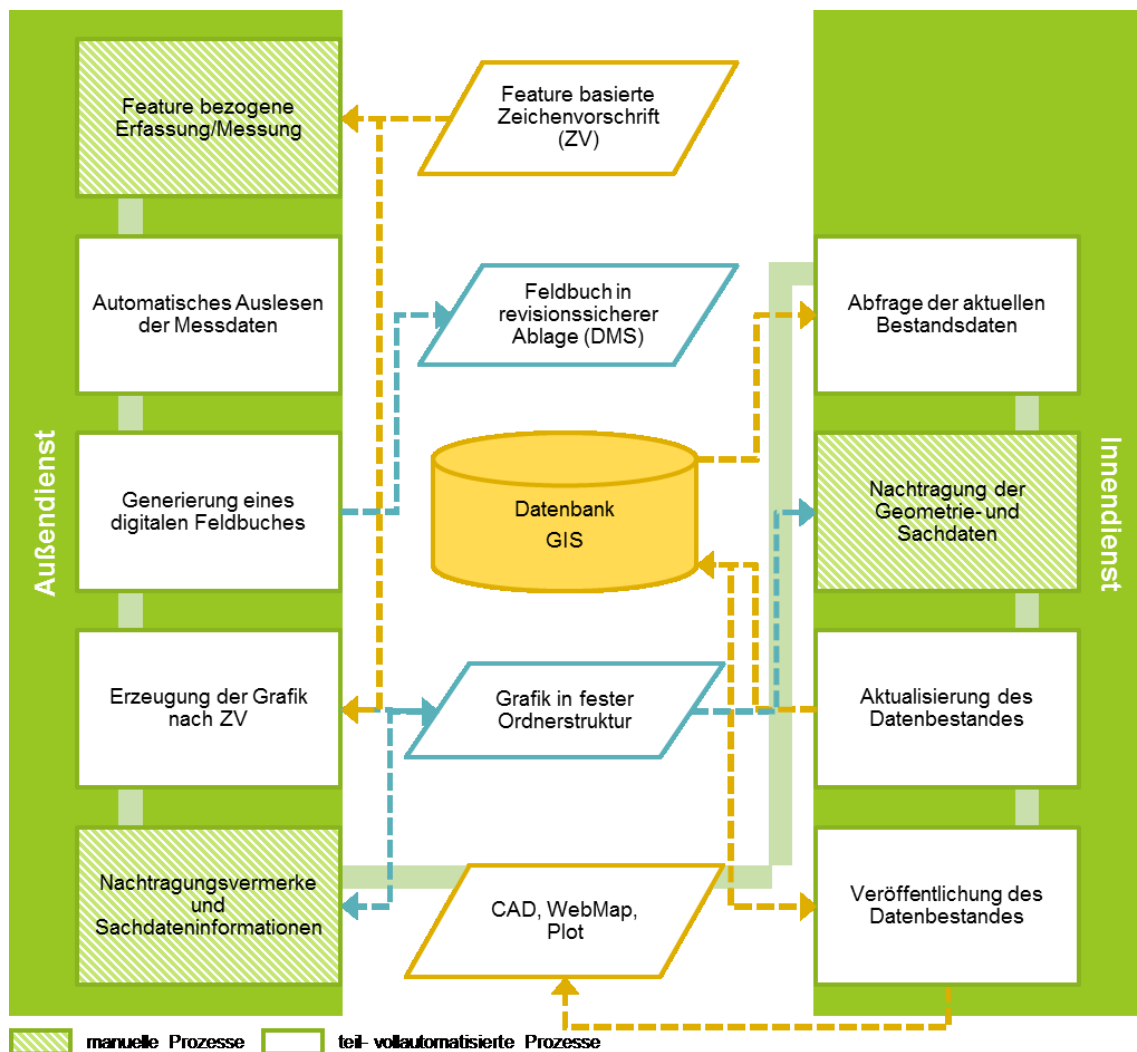 Feature bezogene
Erfassung/Messung
Feature basierte
Zeichenvorschrift
(ZV)
Automatisches Auslesen
der Messdaten
Feldbuch in
revisionssicherer
Ablage (DMS)
Abfrage der aktuellen
Bestandsdaten
Außendienst
Generierung eines
digitalen Feldbuches
Datenbank
GIS
Nachtragung der
Geometrie- und
Sachdaten
Innendienst
Erzeugung der Grafik
nach ZV
Grafik in fester
Ordnerstruktur
Aktualisierung des
Datenbestandes
Nachtragungsvermerke
und
Sachdateninformationen
CAD, WebMap,
Plot
Veröffentlichung des
Datenbestandes
manuelle Prozesse
teil- vollautomatisierte Prozesse